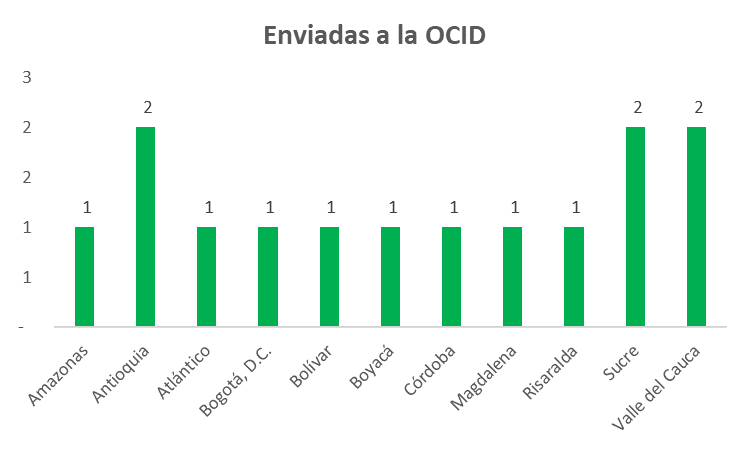 Enviadas a la OCID
3
2
2
1
1
-
1
2
1
1
1
1
1
1
1
2
2
Amazonas
Antioquia
Atlántico
Bogotá, D.C.
Bolívar
Boyacá
Córdoba
Magdalena
Risaralda
Sucre
Valle del Cauca